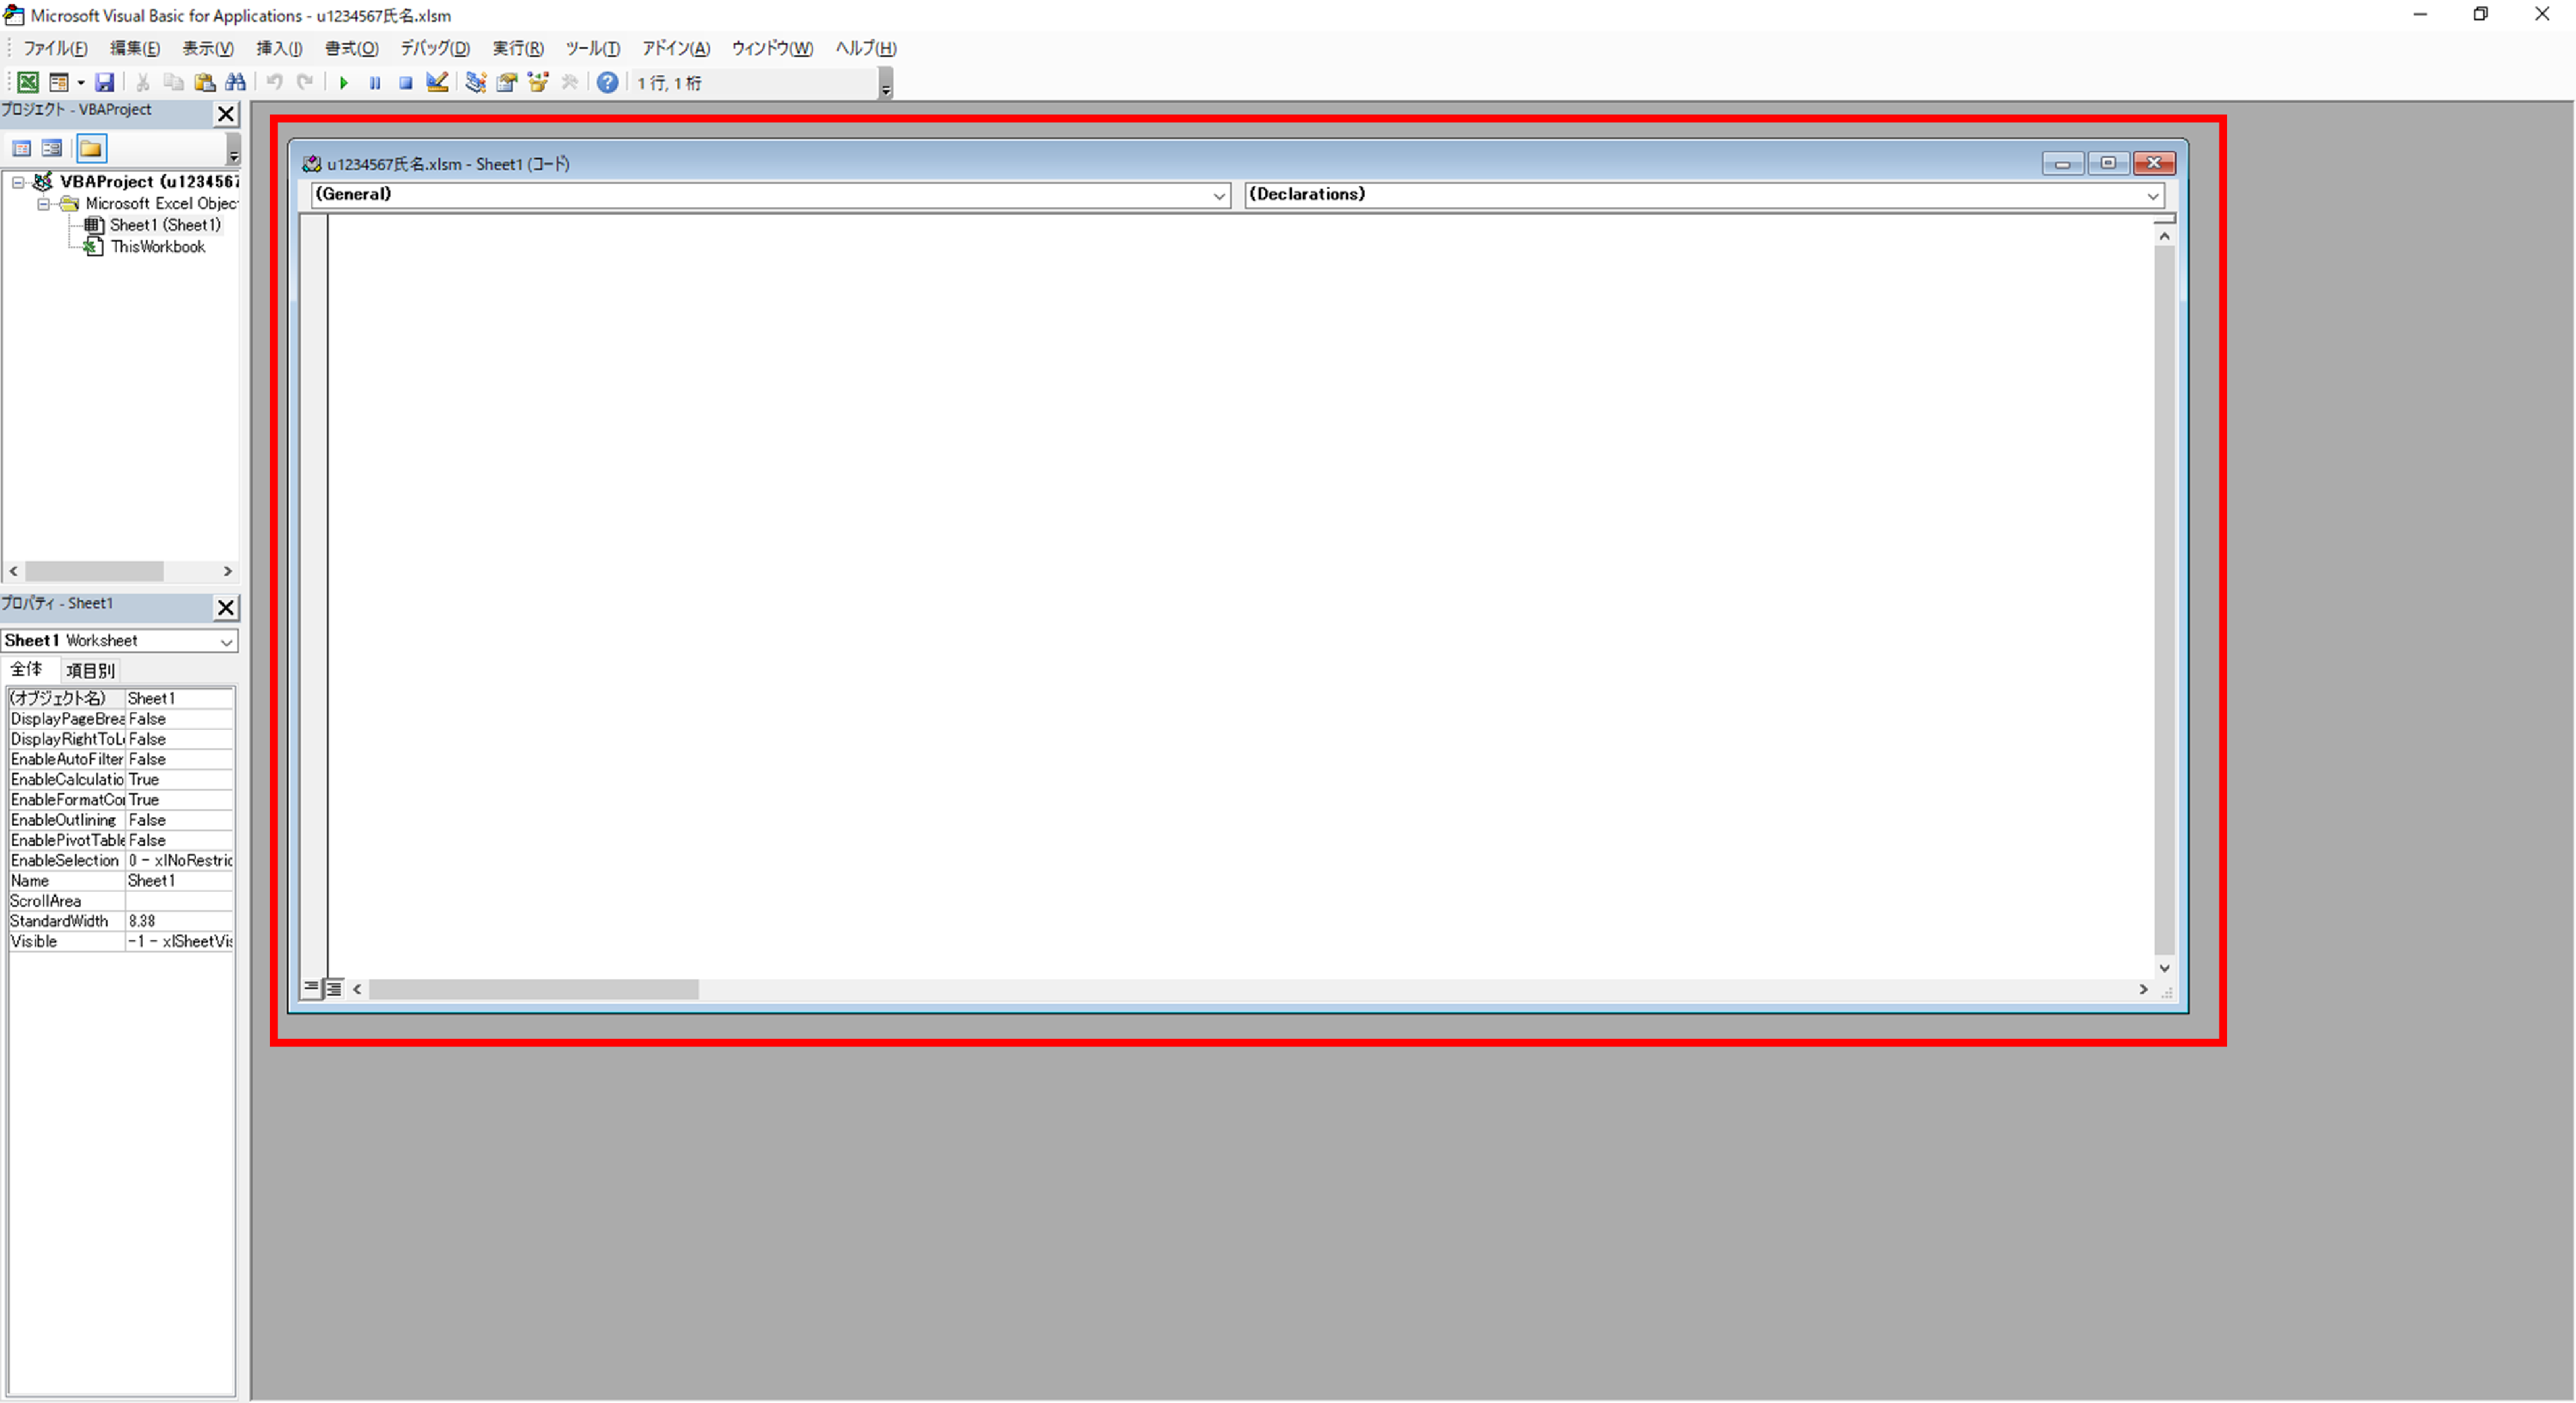 Microsoft Visual Basic for Applications - u1234567氏名.xlsm
ファイル(F) 編集(E) 表示(V) 挿入(I) 書式(O) デバッグ(D) 実行(R) ツール(T) アドイン(A) ウィンドウ(W) ヘルプ(H)
1 行, 1 桁
プロジェクト - VBAProject
VBAProject (u1234567
Microsoft Excel Objec
Sheet1 (Sheet1)
ThisWorkbook
プロパティ - Sheet1
Sheet1 Worksheet
全体 項目別
(オブジェクト名) Sheet1
DisplayPageBrea False
DisplayRightToL False
EnableAutoFilter False
EnableCalculatio True
EnableFormatCo True
EnableOutlining False
EnablePivotTable False
EnableSelection 0 - xlNoRestric
Name Sheet1
ScrollArea
StandardWidth 8.38
Visible -1 - xlSheetVis
u1234567氏名.xlsm - Sheet1 (コード)
(General) (Declarations)